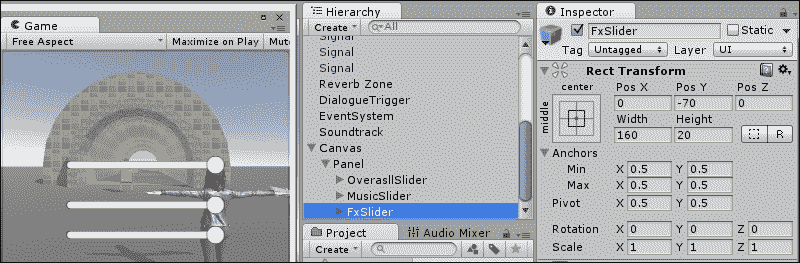 Game
Free Aspect
Maximize on Play
Mute
Hierarchy
Create
All
Signal
Signal
Signal
Reverb Zone
DialogueTrigger
EventSystem
Soundtrack
Canvas
Panel
OverasllSlider
MusicSlider
FxSlider
Project
Audio Mixer
Create
Inspector
FxSlider
Static
Tag Untagged Layer UI
Rect Transform
center
middle
Pos X Pos Y Pos Z
0 -70 0
Width Height
160 20
R
Anchors
Min X 0.5 Y 0.5
Max X 0.5 Y 0.5
Pivot X 0.5 Y 0.5
Rotation X 0 Y 0 Z 0
Scale X 1 Y 1 Z 1